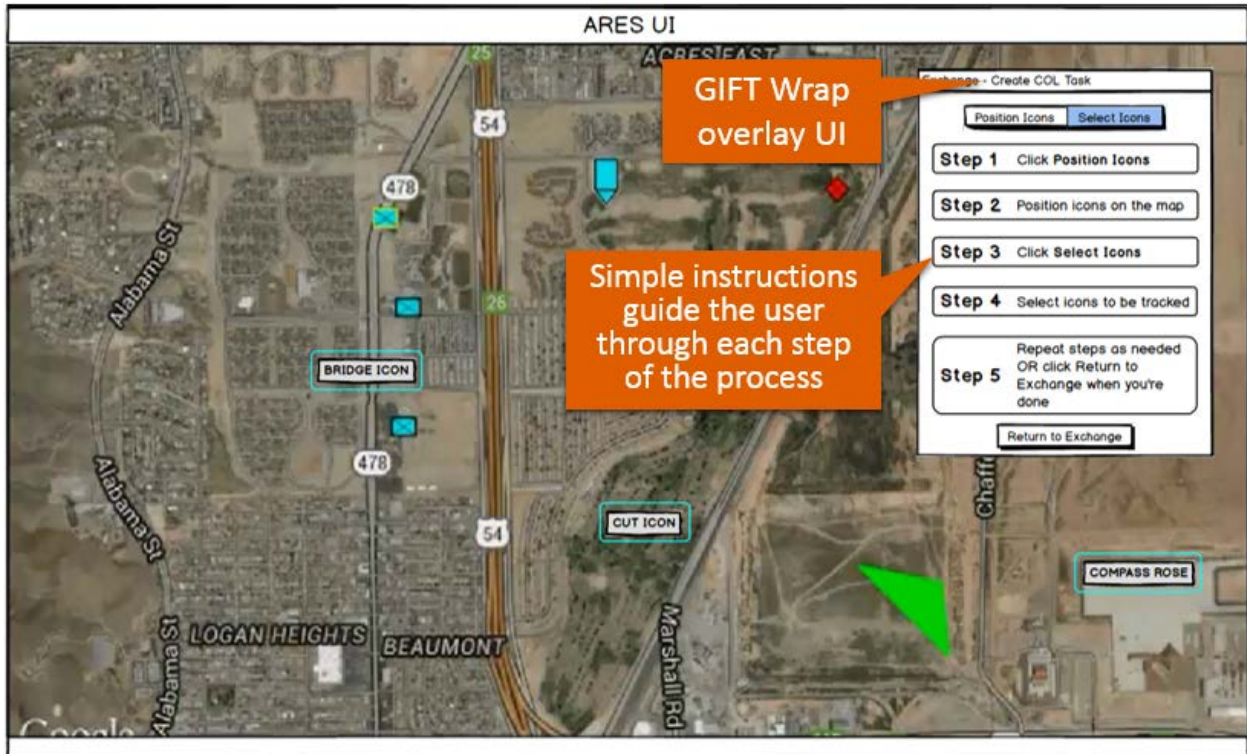 ARES UI
25
ACRES EAST
GIFT Wrap
overlay UI
Exchange - Create COL Task
Position Icons
Select Icons
Step 1 Click Position Icons
Step 2 Position icons on the map
Step 3 Click Select Icons
Step 4 Select icons to be tracked
Step 5 Repeat steps as needed
OR click Return to
Exchange when you're
done
Return to Exchange
54
478
Alabama St
26
Simple instructions
guide the user
through each step
of the process
BRIDGE ICON
478
Alabama St
54
CUT ICON
COMPASS ROSE
Marshall Rd
LOGAN HEIGHTS
BEAUMONT
Alabama St
Google